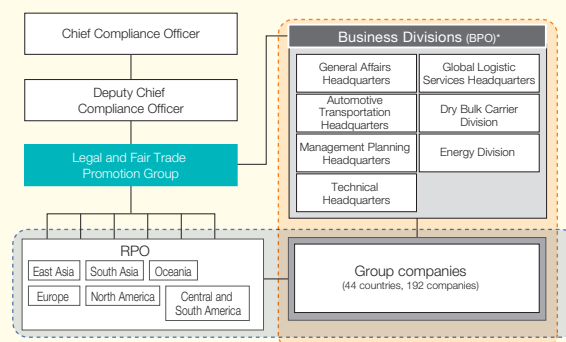 Chief Compliance Officer
Deputy Chief
Compliance Officer
Legal and Fair Trade
Promotion Group
Business Divisions (BPO)*
General Affairs
Headquarters
Global Logistic
Services Headquarters
Automotive
Transportation
Headquarters
Dry Bulk Carrier
Division
Management Planning
Headquarters
Energy Division
Technical
Headquarters
RPO
East Asia
South Asia
Oceania
Europe
North America
Central and
South America
Group companies
(44 countries, 192 companies)